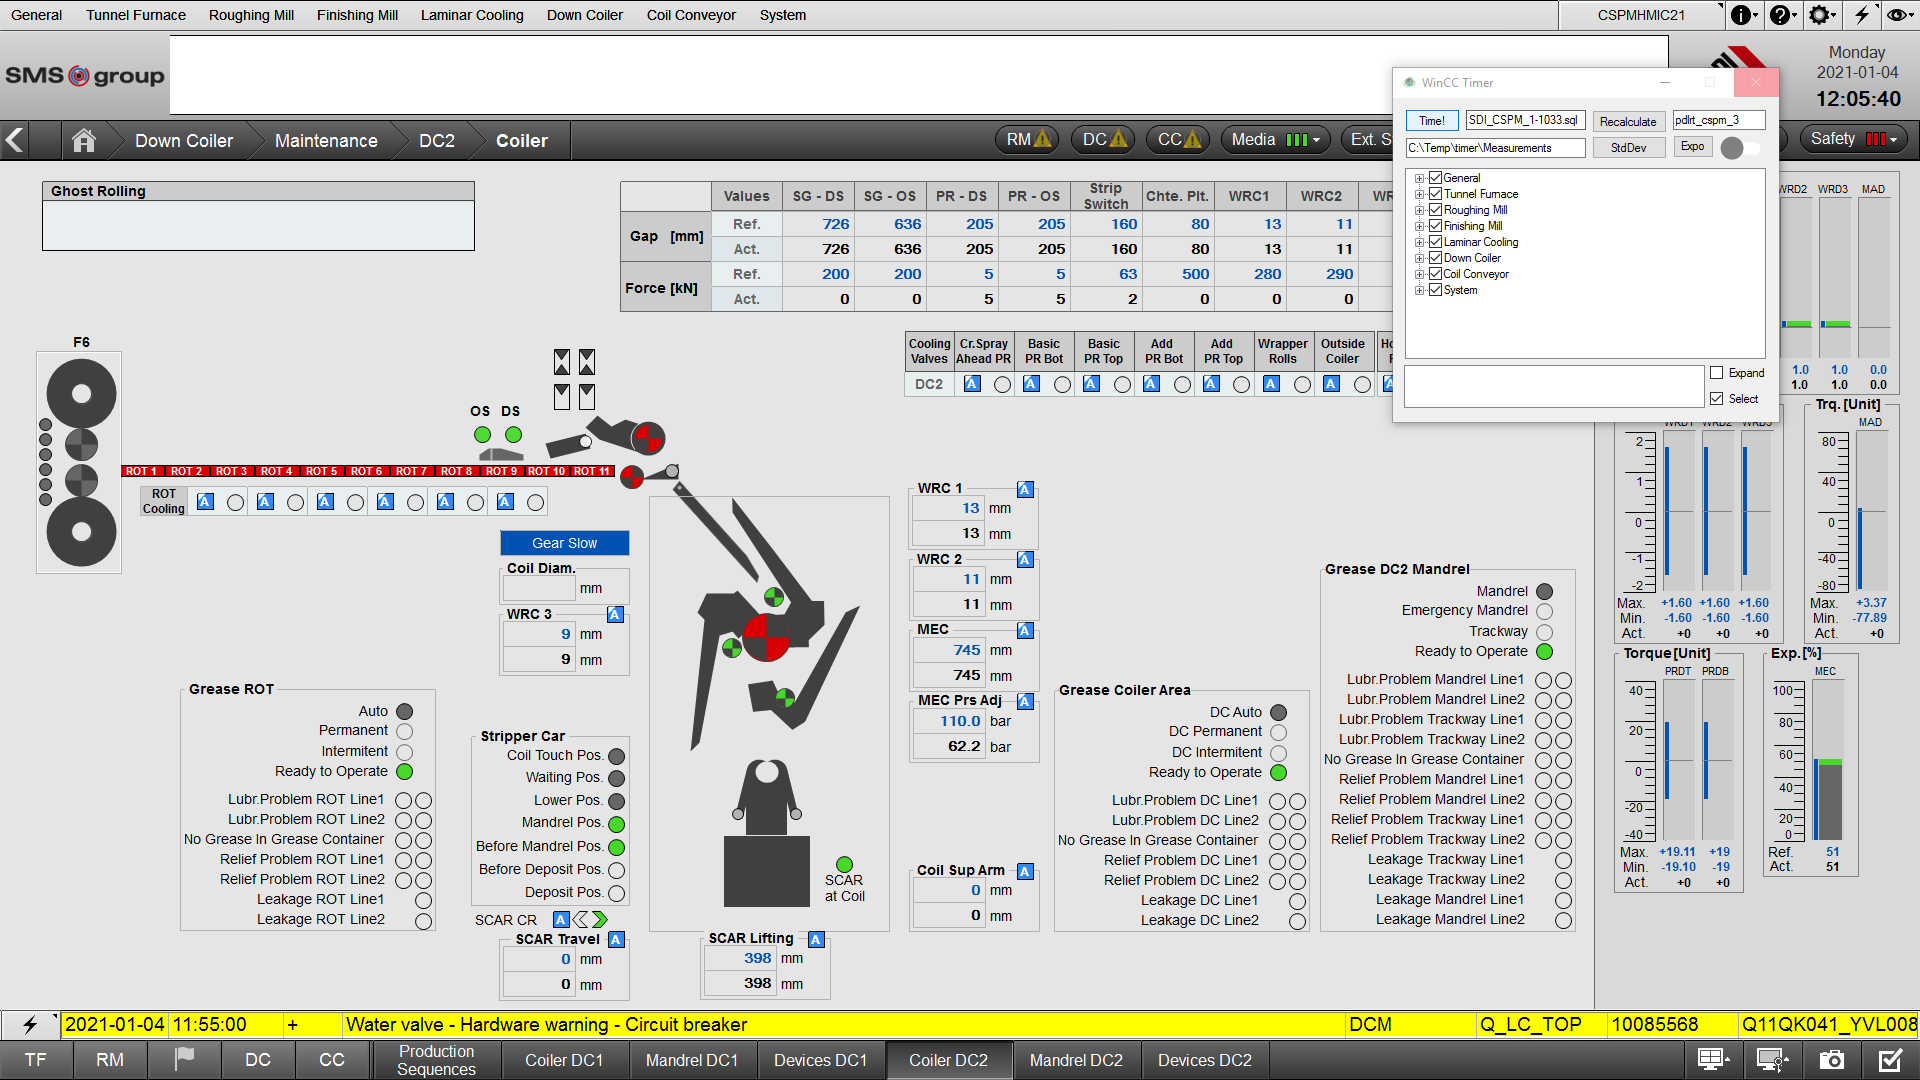 General Tunnel Furnace Roughing Mill Finishing Mill Laminar Cooling Down Coiler Coil Conveyor System CSPMHMIC21
SMS group
Monday
2021-01-04
12:05:40
Down Coiler Maintenance DC2 Coiler RM DC CC Media Ext. S Safety
WinCC Timer
Time! SDI_CSPM_1-1033.sql Recalculate pdlrt_cspm_3
C:\Temp\timer\Measurements StdDev Expo
General
Tunnel Furnace
Roughing Mill
Finishing Mill
Laminar Cooling
Down Coiler
Coil Conveyor
System
Expand
Select
Ghost Rolling
Values SG - DS SG - OS PR - DS PR - OS Strip Switch Chte. Plt. WRC1 WRC2
Gap [mm]
Ref. 726 636 205 205 160 80 13 11
Act. 726 636 205 205 160 80 13 11
Force [kN]
Ref. 200 200 5 5 63 500 280 290
Act. 0 0 5 5 2 0 0 0
Cooling Valves Cr.Spray Ahead PR Basic PR Bot Basic PR Top Add PR Bot Add PR Top Wrapper Rolls Outside Coiler
DC2 A A A A A A A
F6
OS DS
ROT 1 ROT 2 ROT 3 ROT 4 ROT 5 ROT 6 ROT 7 ROT 8 ROT 9 ROT 10 ROT 11
ROT Cooling A A A A A A
Gear Slow
Coil Diam.
mm
WRC 3 A
9 mm
9 mm
WRC 1 A
13 mm
13 mm
WRC 2 A
11 mm
11 mm
MEC A
745 mm
745 mm
MEC Prs Adj A
110.0 bar
62.2 bar
Coil Sup Arm A
0 mm
0 mm
Grease ROT
Auto
Permanent
Intermitent
Ready to Operate
Lubr.Problem ROT Line1
Lubr.Problem ROT Line2
No Grease In Grease Container
Relief Problem ROT Line1
Relief Problem ROT Line2
Leakage ROT Line1
Leakage ROT Line2
Stripper Car
Coil Touch Pos.
Waiting Pos.
Lower Pos.
Mandrel Pos.
Before Mandrel Pos.
Before Deposit Pos.
Deposit Pos.
SCAR CR A
SCAR Travel A
0 mm
0 mm
SCAR at Coil
SCAR Lifting A
398 mm
398 mm
Grease Coiler Area
DC Auto
DC Permanent
DC Intermitent
Ready to Operate
Lubr.Problem DC Line1
Lubr.Problem DC Line2
No Grease In Grease Container
Relief Problem DC Line1
Relief Problem DC Line2
Leakage DC Line1
Leakage DC Line2
Grease DC2 Mandrel
Mandrel
Emergency Mandrel
Trackway
Ready to Operate
Lubr.Problem Mandrel Line1
Lubr.Problem Mandrel Line2
Lubr.Problem Trackway Line1
Lubr.Problem Trackway Line2
No Grease In Grease Container
Relief Problem Mandrel Line1
Relief Problem Mandrel Line2
Relief Problem Trackway Line1
Relief Problem Trackway Line2
Leakage Trackway Line1
Leakage Trackway Line2
Leakage Mandrel Line1
Leakage Mandrel Line2
WRD2 WRD3 MAD
1.0 1.0 0.0
1.0 1.0 0.0
WRD1 WRD2 WRD3
2
1
0
-1
-2
Max. +1.60 +1.60 +1.60
Min. -1.60 -1.60 -1.60
Act. +0 +0 +0
Trq. [Unit]
MAD
80
40
0
-40
-80
Max. +3.37
Min. -77.89
Act. +0
Torque [Unit]
PRDT PRDB
40
20
0
-20
-40
Max. +19.11 +19
Min. -19.10 -19
Act. +0 +0
Exp. [%]
MEC
100
80
60
40
20
0
Ref. 51
Act. 51
2021-01-04 11:55:00 + Water valve - Hardware warning - Circuit breaker DCM Q_LC_TOP 10085568 Q11QK041_YVL008
TF RM DC CC Production Sequences Coiler DC1 Mandrel DC1 Devices DC1 Coiler DC2 Mandrel DC2 Devices DC2